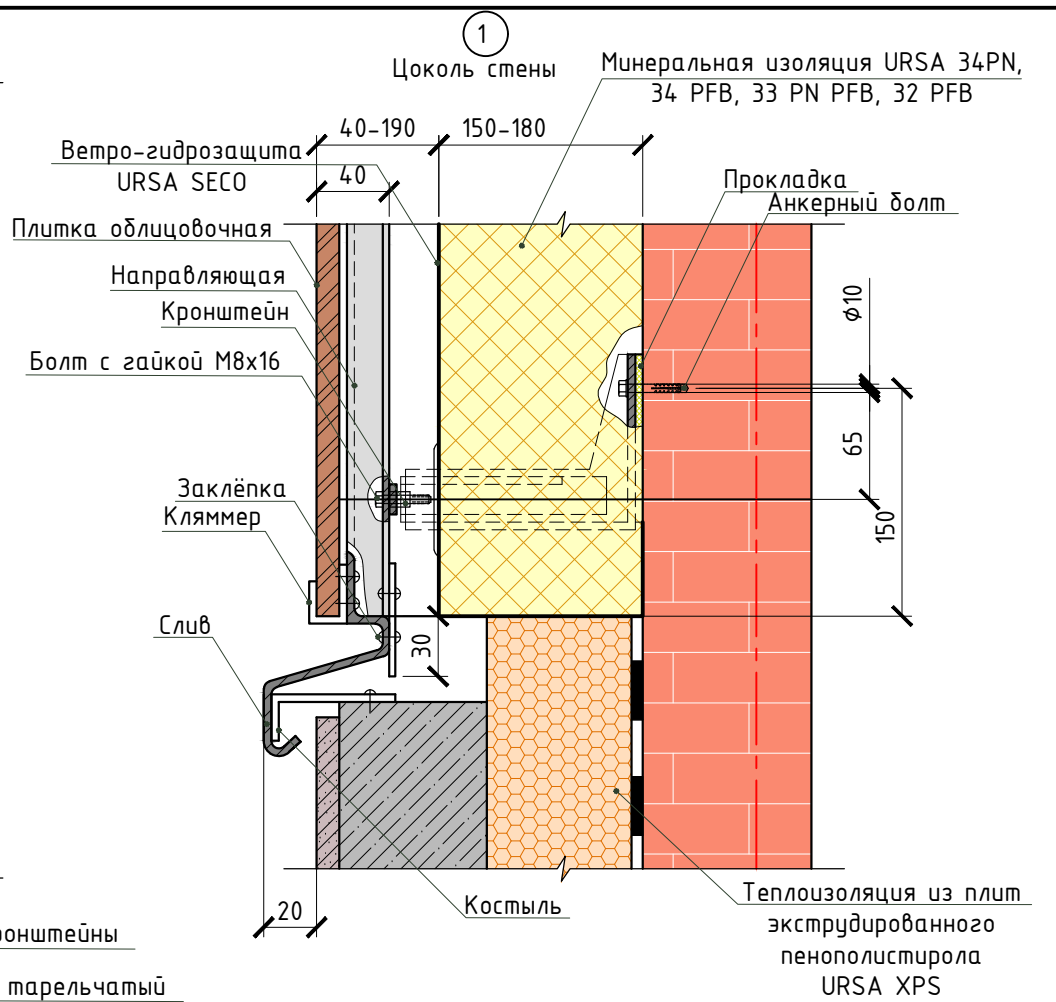 1
Цоколь стены
Минеральная изоляция URSA 34PN,
34 PFB, 33 PN PFB, 32 PFB
40-190
150-180
Ветро-гидрозащита
URSA SECO
40
Прокладка
Анкерный болт
Плитка облицовочная
Направляющая
Кронштейн
Болт с гайкой М8х16
ф10
65
150
Заклёпка
Кляммер
Слив
30
20
Костыль
Теплоизоляция из плит
экструдированного
пенополистирола
URSA XPS
ронштейны
тарельчатый